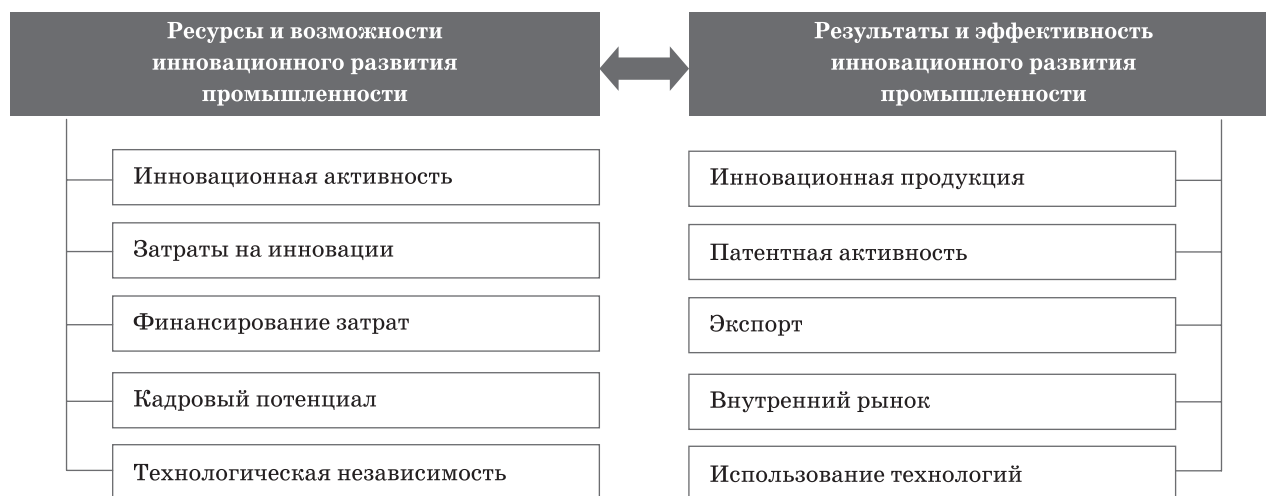 Ресурсы и возможности
инновационного развития
промышленности
Инновационная активность
Затраты на инновации
Финансирование затрат
Кадровый потенциал
Технологическая независимость
Результаты и эффективность
инновационного развития
промышленности
Инновационная продукция
Патентная активность
Экспорт
Внутренний рынок
Использование технологий